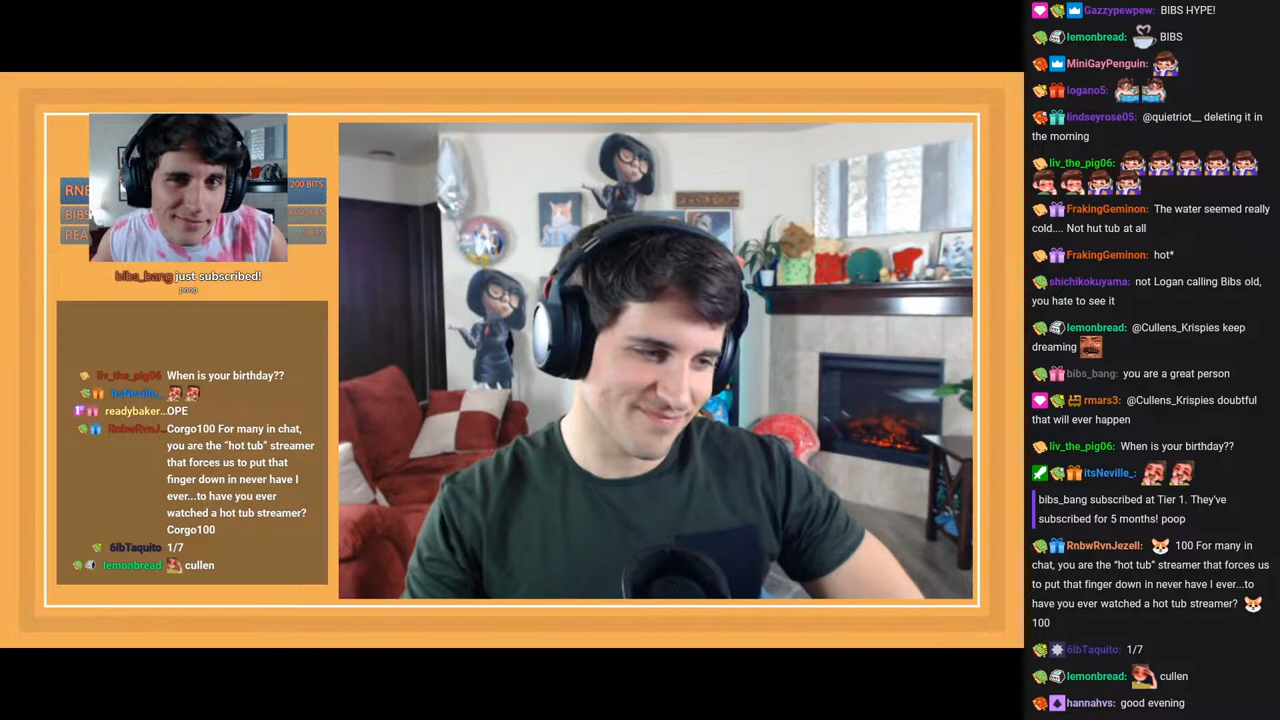 RNB
200 BITS
BIBS
REA
bibs_bang just subscribed!
poop
liv_the_pig06 When is your birthday??
itsNeville_
readybaker... OPE
RnbwRvnJ... Corgo100 For many in chat,
you are the “hot tub” streamer
that forces us to put that
finger down in never have I
ever...to have you ever
watched a hot tub streamer?
Corgo100
6lbTaquito 1/7
lemonbread cullen
Gazzypewpew: BIBS HYPE!
lemonbread: BIBS
MiniGayPenguin:
logano5:
lindseyrose05: @quietriot__ deleting it in
the morning
liv_the_pig06:
FrakingGeminon: The water seemed really
cold.... Not hut tub at all
FrakingGeminon: hot*
shichikokuyama: not Logan calling Bibs old,
you hate to see it
lemonbread: @Cullens_Krispies keep
dreaming
bibs_bang: you are a great person
rmars3: @Cullens_Krispies doubtful
that will ever happen
liv_the_pig06: When is your birthday??
itsNeville_:
bibs_bang subscribed at Tier 1. They've
subscribed for 5 months! poop
RnbwRvnJezell: 100 For many in
chat, you are the “hot tub” streamer that forces us
to put that finger down in never have I ever...to
have you ever watched a hot tub streamer?
100
6lbTaquito: 1/7
lemonbread: cullen
hannahvs: good evening